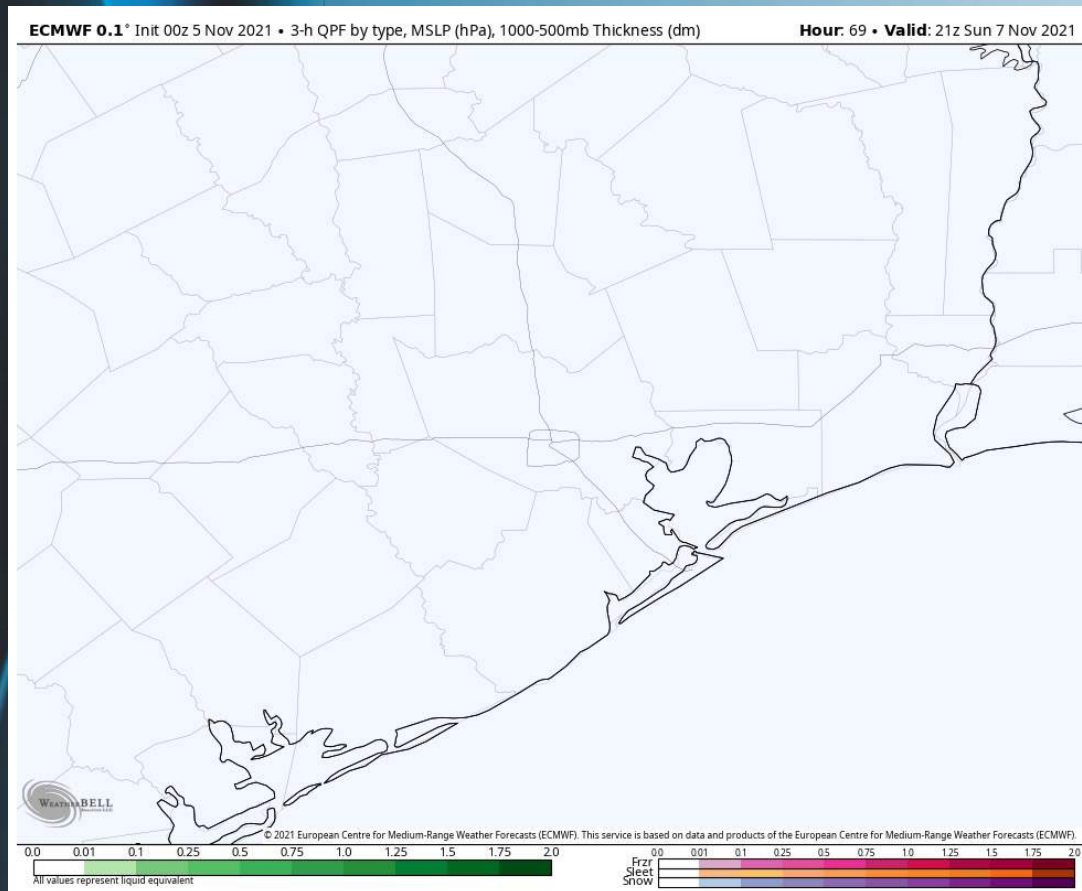 ECMWF 0.1° Init 00z 5 Nov 2021 • 3-h QPF by type, MSLP (hPa), 1000-500mb Thickness (dm)
Hour: 69 • Valid: 21z Sun 7 Nov 2021
WEATHERBELL
© 2021 European Centre for Medium-Range Weather Forecasts (ECMWF). This service is based on data and products of the European Centre for Medium-Range Weather Forecasts (ECMWF).
0.0 0.01 0.1 0.25 0.5 0.75 1.0 1.25 1.5 1.75 2.0
All values represent liquid equivalent
0.0 0.01 0.1 0.25 0.5 0.75 1.0 1.25 1.5 1.75 2.0
Frzr
Sleet
Snow